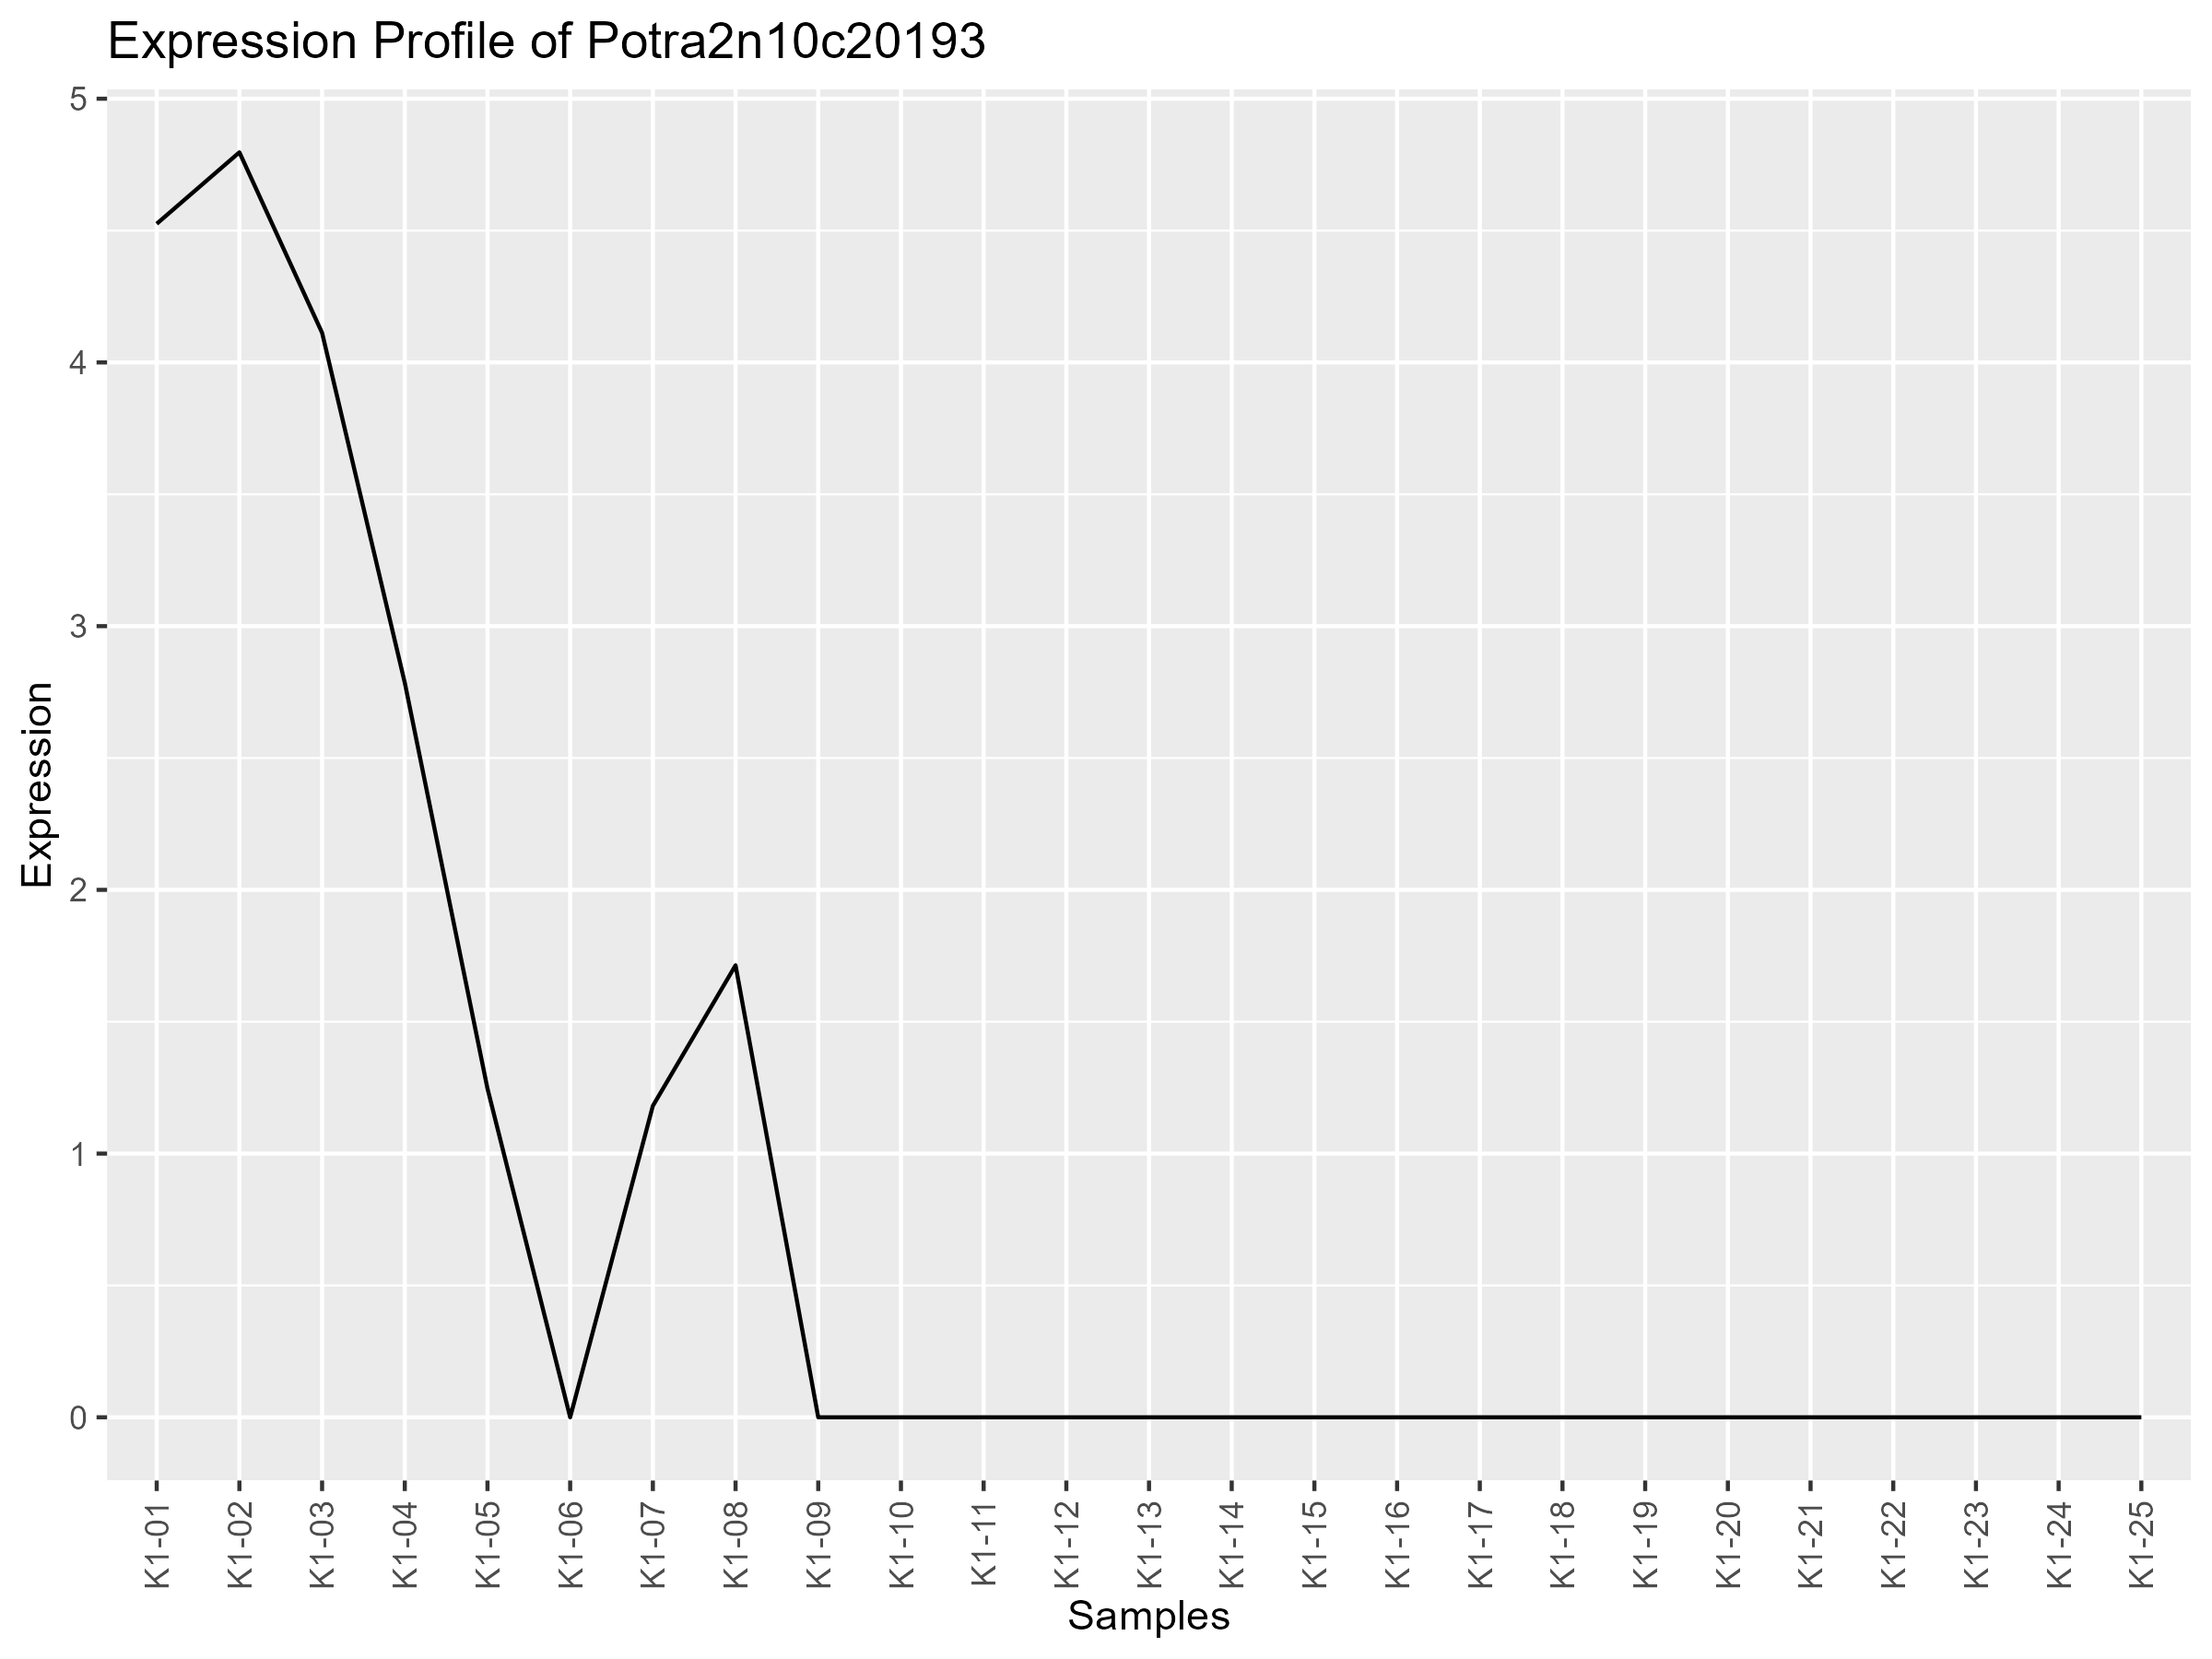 Expression Profile of Potra2n10c20193
5
4
3
2
1
0
Expression
K1-01
K1-02
K1-03
K1-04
K1-05
K1-06
K1-07
K1-08
K1-09
K1-10
K1-11
K1-12
K1-13
K1-14
K1-15
K1-16
K1-17
K1-18
K1-19
K1-20
K1-21
K1-22
K1-23
K1-24
K1-25
Samples